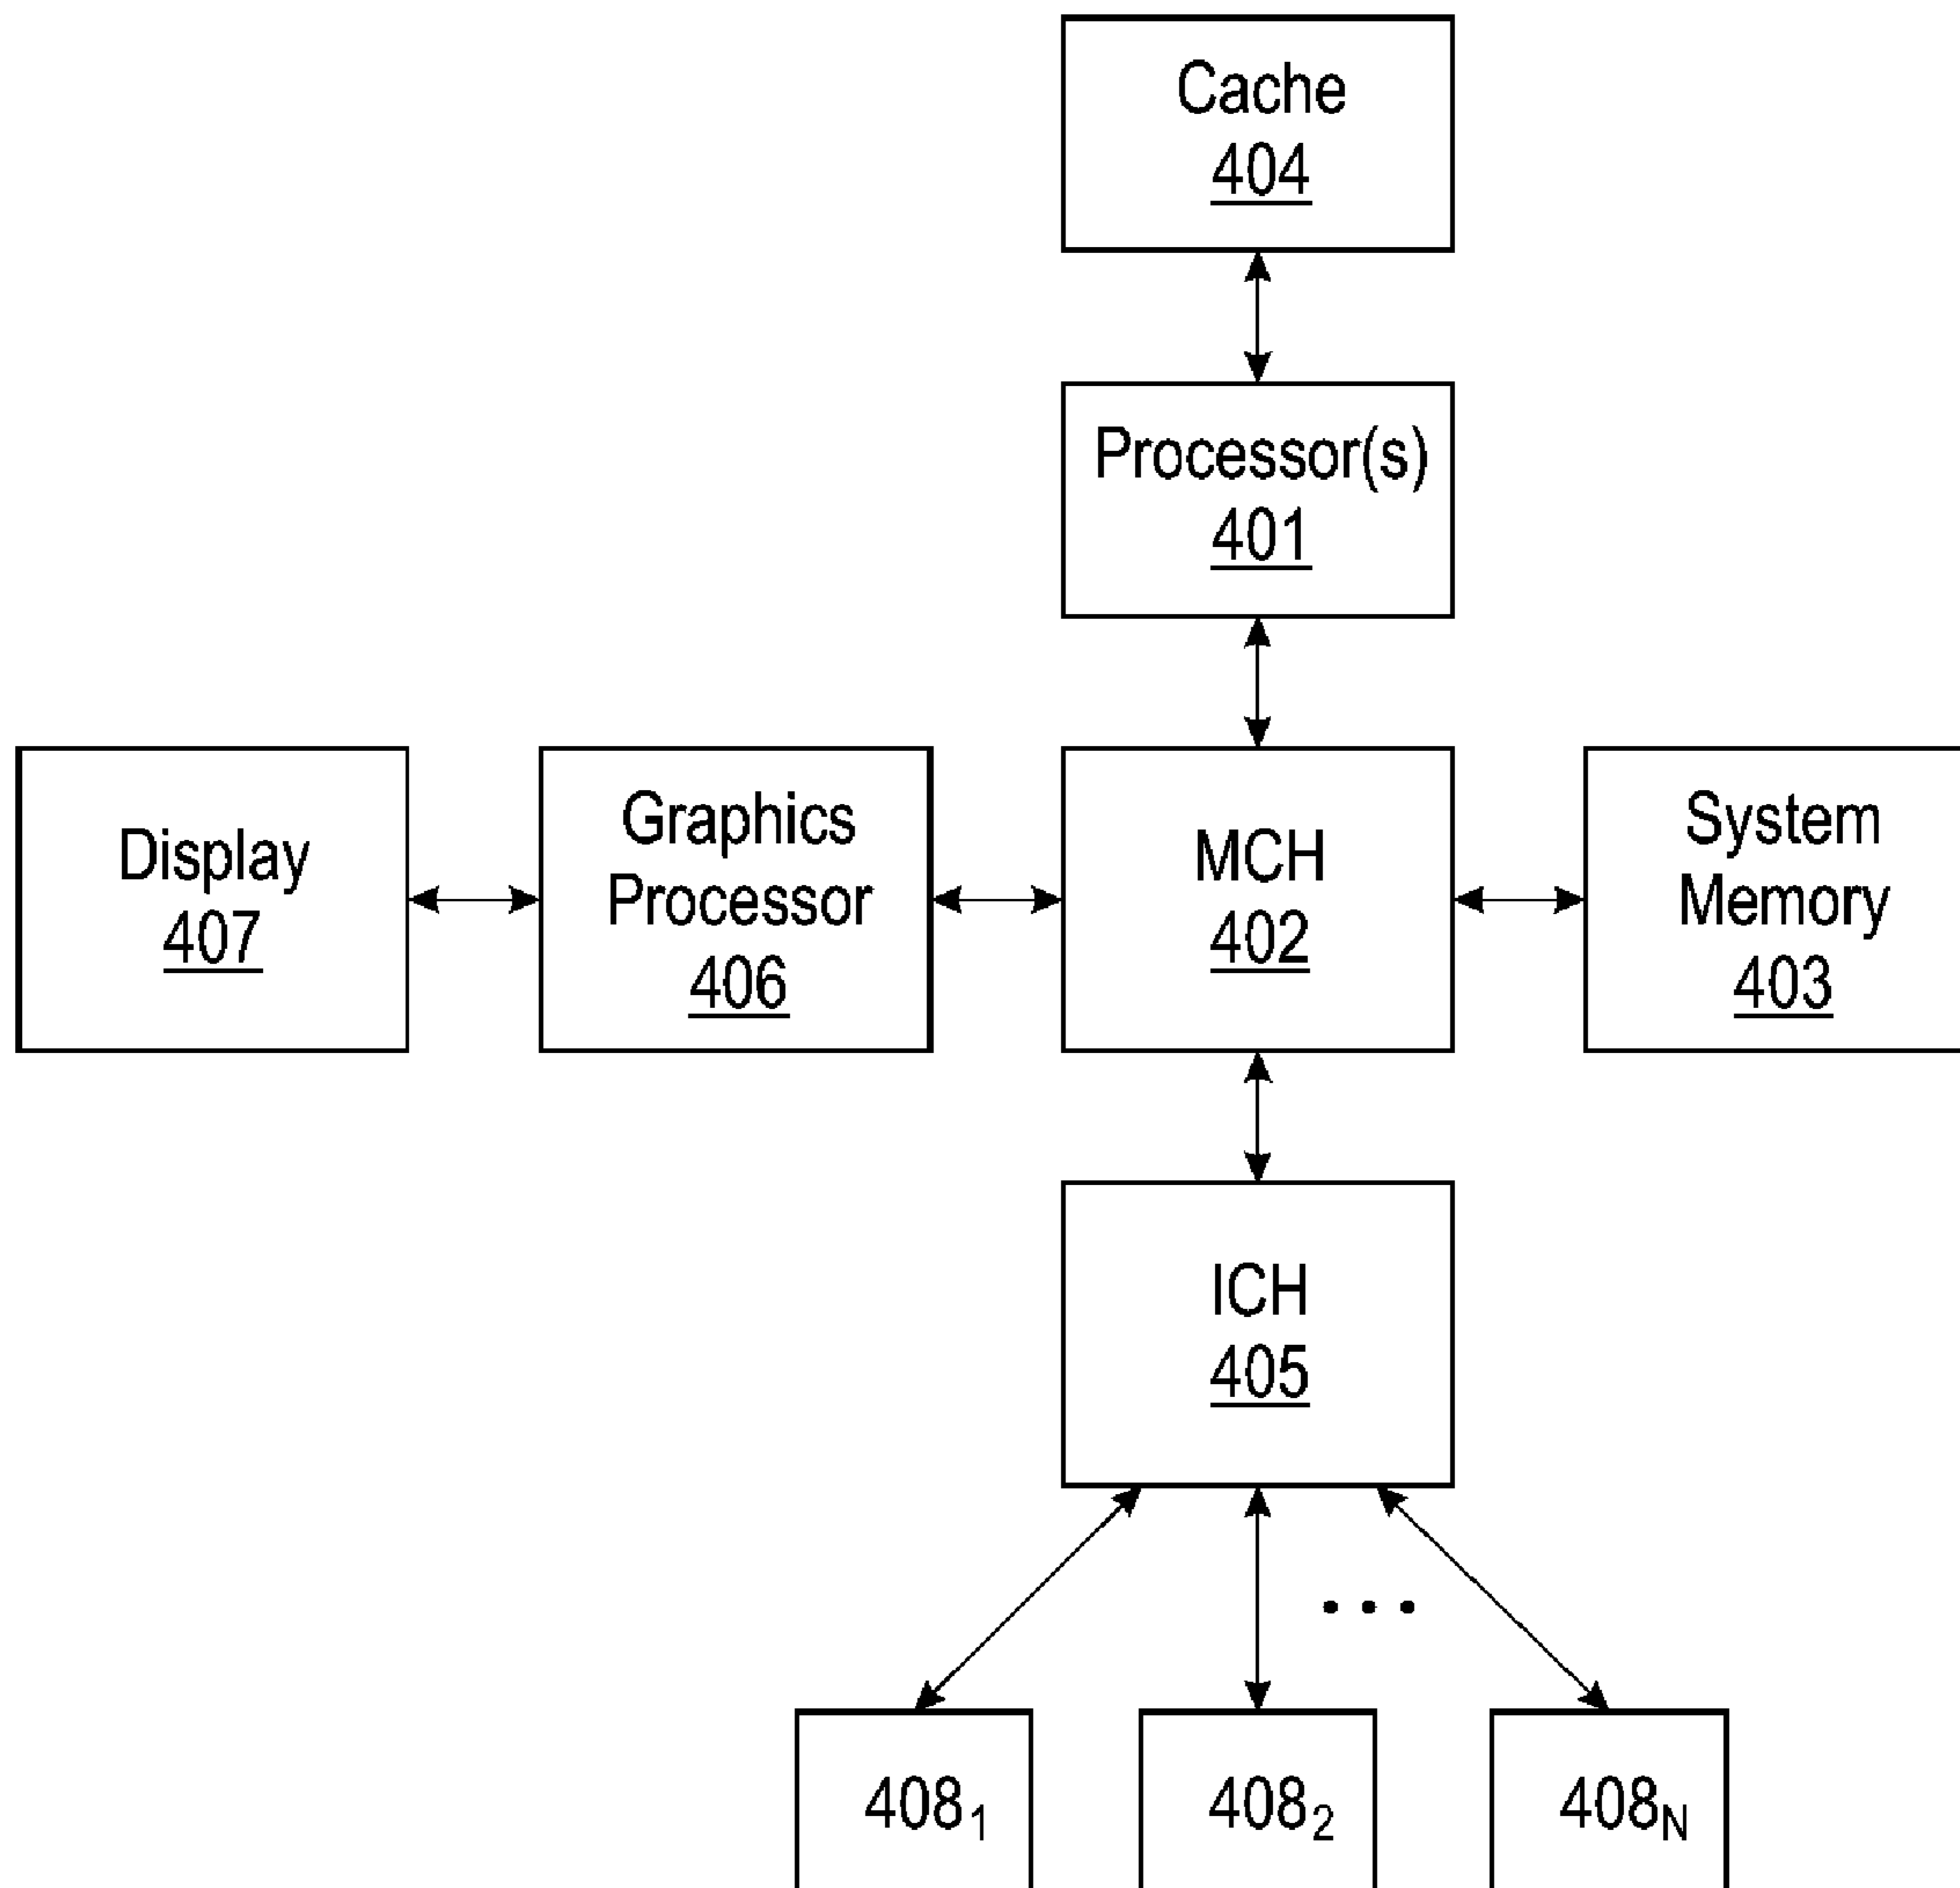 Cache
404
Processor(s)
401
Display
407
Graphics
Processor
406
MCH
402
System
Memory
403
ICH
405
. . .
408₁
408₂
408N